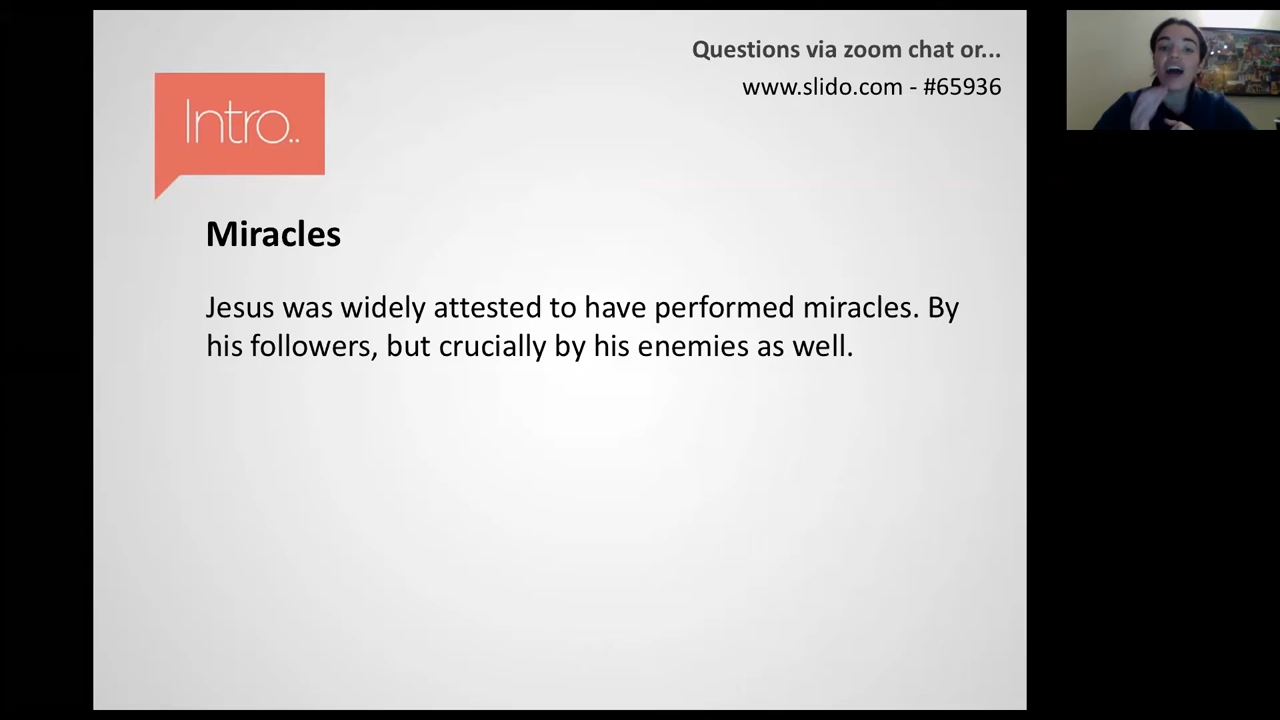 Questions via zoom chat or...
www.slido.com - #65936
Intro..
Miracles
Jesus was widely attested to have performed miracles. By
his followers, but crucially by his enemies as well.